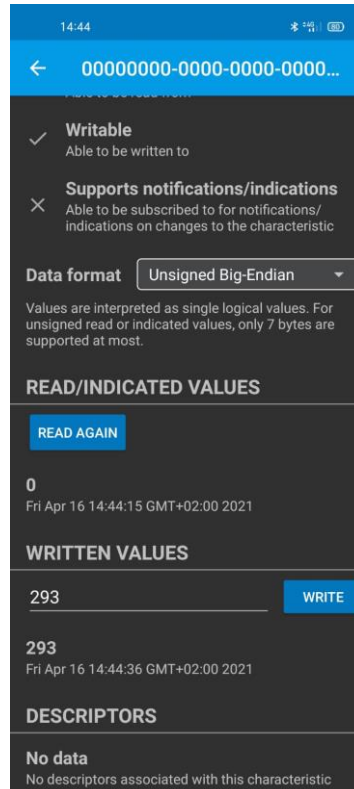 14:44
4G
80
00000000-0000-0000-0000...
Writable
Able to be written to
Supports notifications/indications
Able to be subscribed to for notifications/
indications on changes to the characteristic
Data format Unsigned Big-Endian
Values are interpreted as single logical values. For
unsigned read or indicated values, only 7 bytes are
supported at most.
READ/INDICATED VALUES
READ AGAIN
0
Fri Apr 16 14:44:15 GMT+02:00 2021
WRITTEN VALUES
293 WRITE
293
Fri Apr 16 14:44:36 GMT+02:00 2021
DESCRIPTORS
No data
No descriptors associated with this characteristic